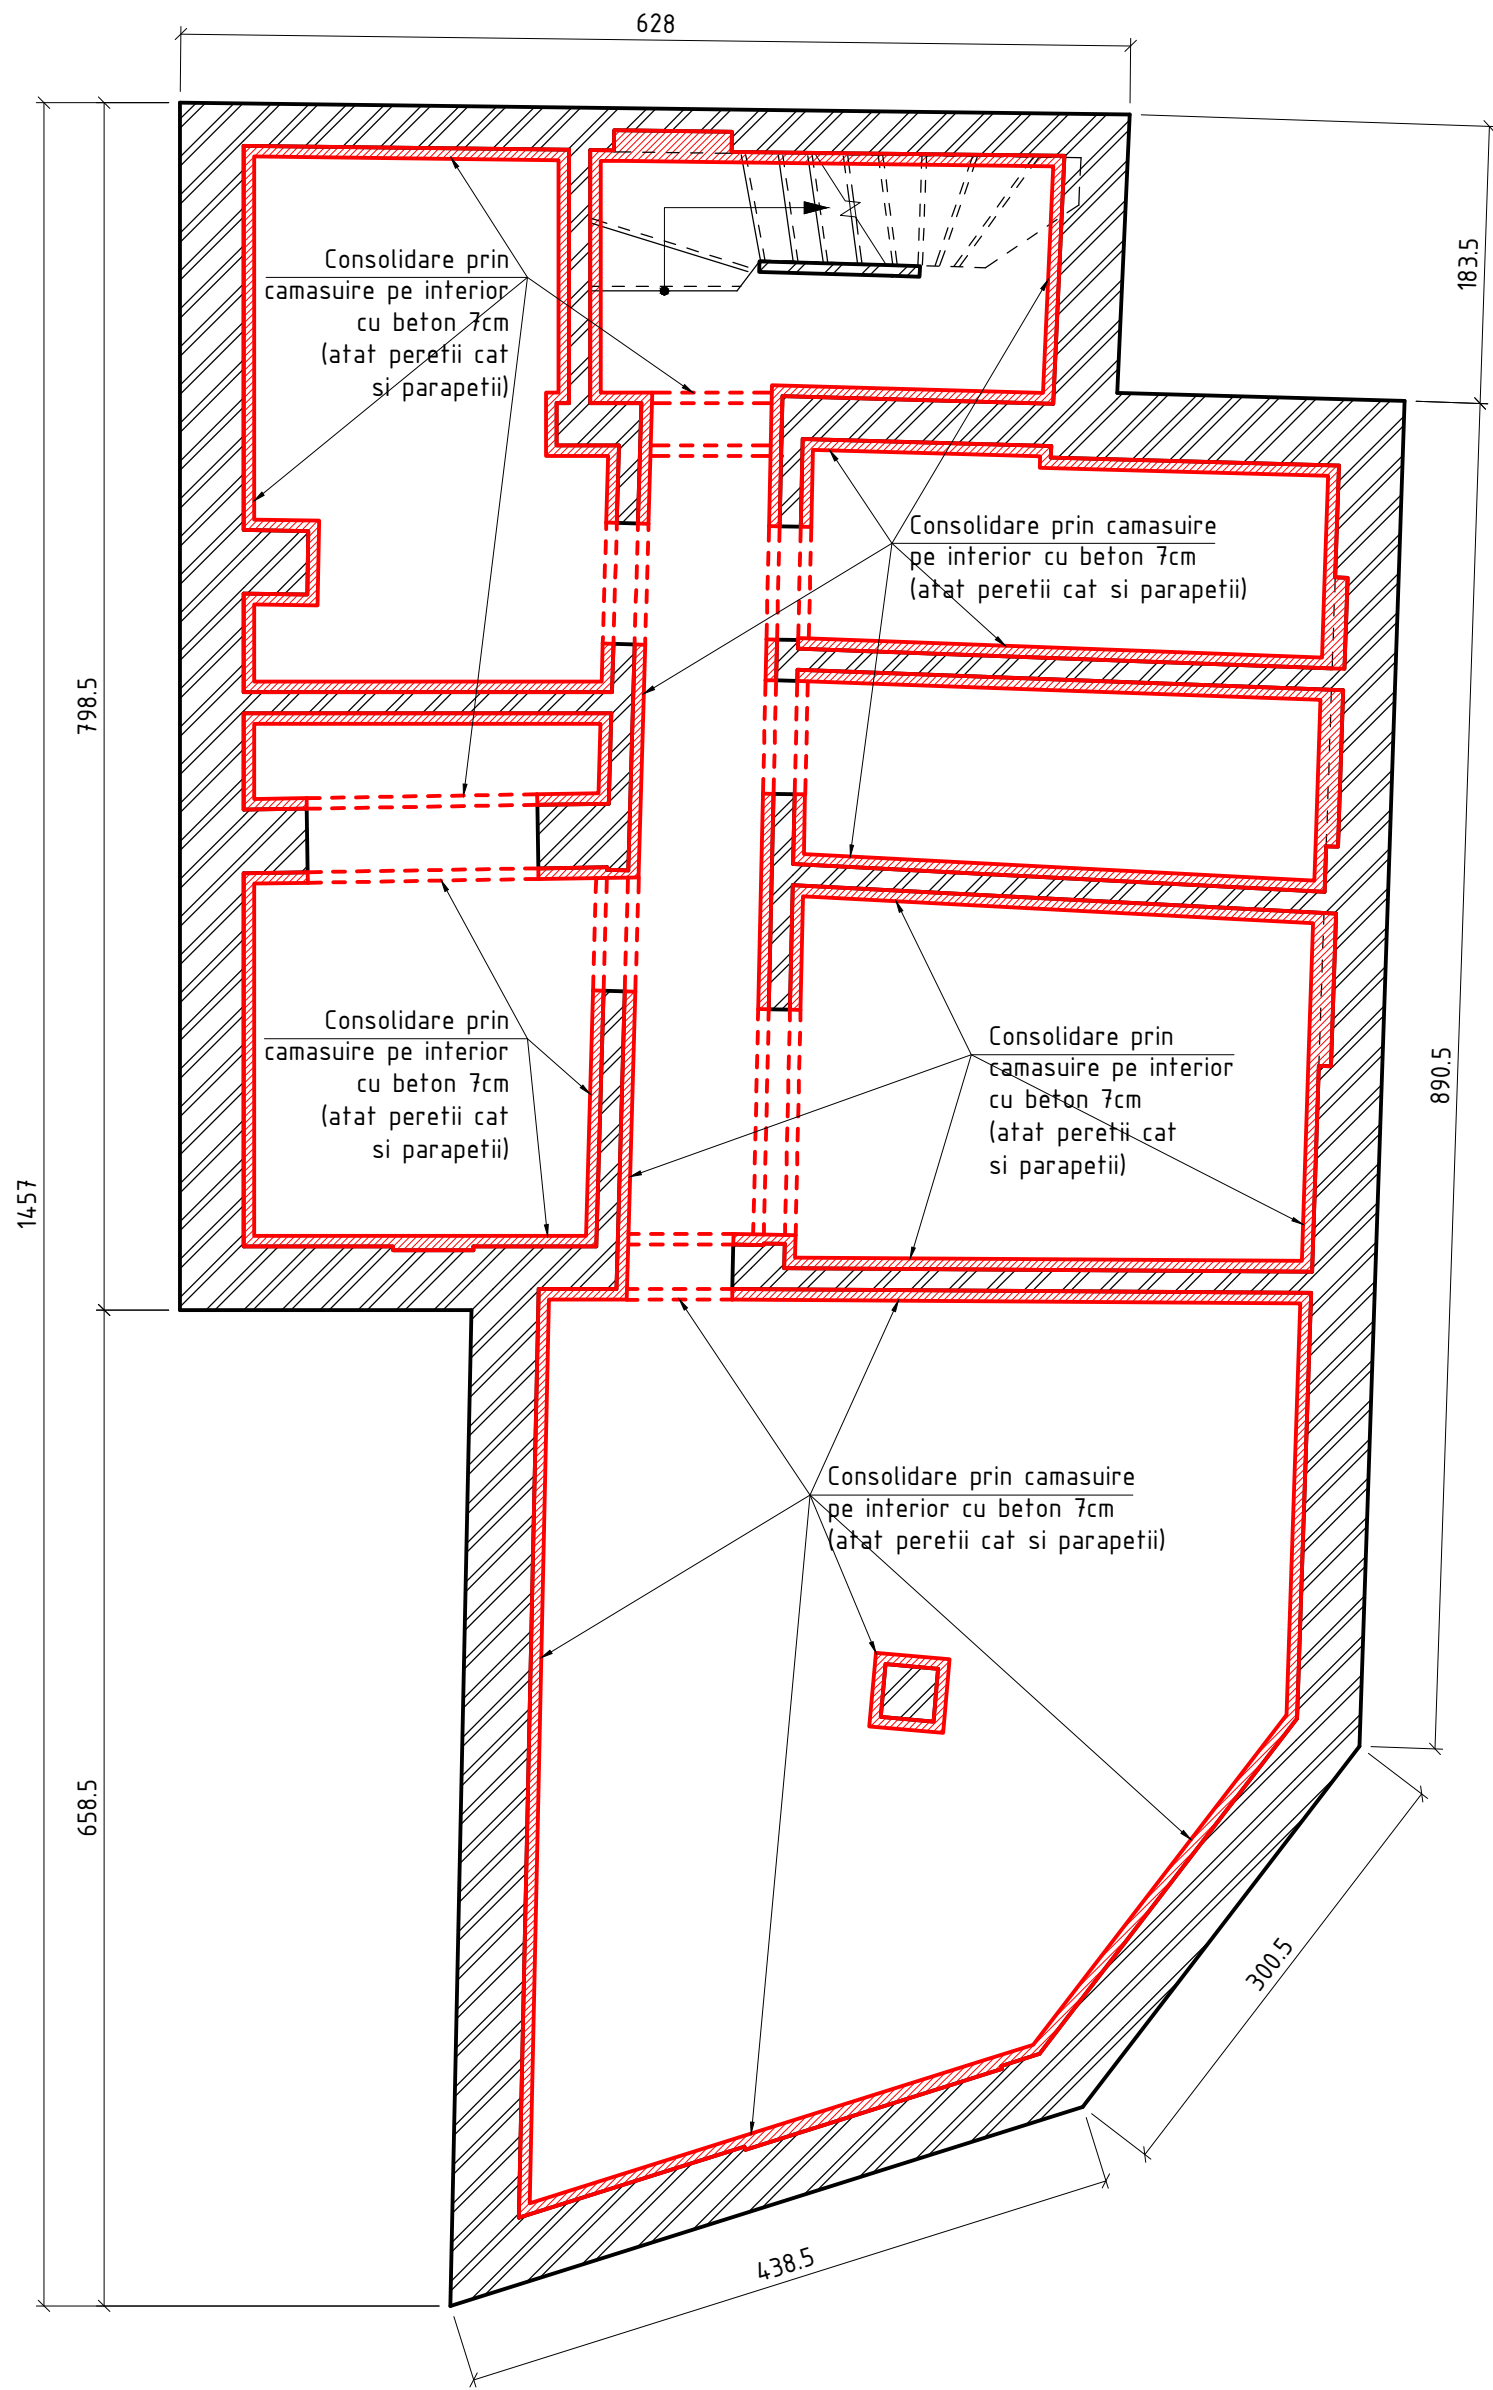 628
183.5
Consolidare prin
camasuire pe interior
cu beton 7cm
(atat peretii cat
si parapetii)
Consolidare prin camasuire
pe interior cu beton 7cm
(atat peretii cat si parapetii)
798.5
1457
890.5
Consolidare prin
camasuire pe interior
cu beton 7cm
(atat peretii cat
si parapetii)
Consolidare prin
camasuire pe interior
cu beton 7cm
(atat peretii cat
si parapetii)
Consolidare prin camasuire
pe interior cu beton 7cm
(atat peretii cat si parapetii)
658.5
300.5
438.5